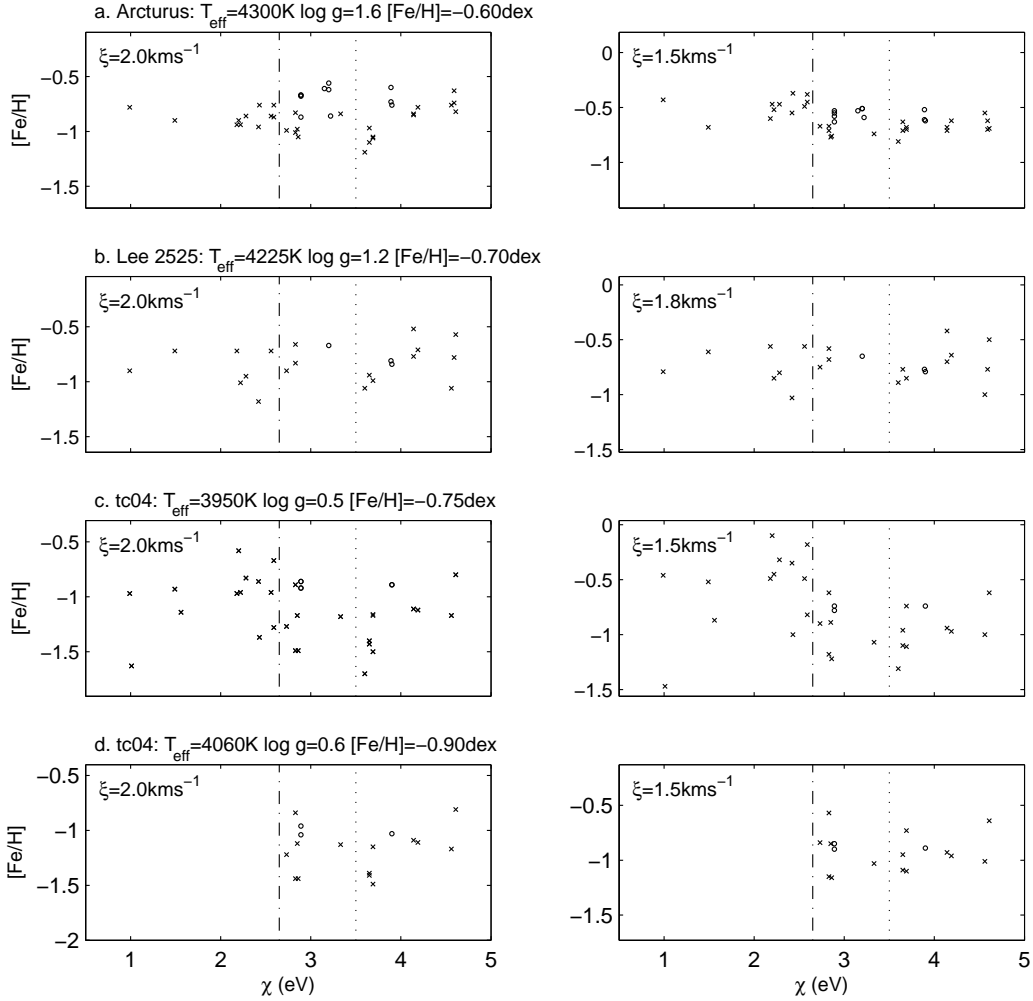 a. Arcturus: T_eff=4300K log g=1.6 [Fe/H]=−0.60dex
ξ=2.0kms⁻¹
−0.5
−1
−1.5
[Fe/H]
ξ=1.5kms⁻¹
0
−0.5
−1
b. Lee 2525: T_eff=4225K log g=1.2 [Fe/H]=−0.70dex
ξ=2.0kms⁻¹
−0.5
−1
−1.5
[Fe/H]
ξ=1.8kms⁻¹
0
−0.5
−1
−1.5
c. tc04: T_eff=3950K log g=0.5 [Fe/H]=−0.75dex
ξ=2.0kms⁻¹
−0.5
−1
−1.5
[Fe/H]
ξ=1.5kms⁻¹
0
−0.5
−1
−1.5
d. tc04: T_eff=4060K log g=0.6 [Fe/H]=−0.90dex
ξ=2.0kms⁻¹
−0.5
−1
−1.5
−2
[Fe/H]
1 2 3 4 5
χ (eV)
ξ=1.5kms⁻¹
−0.5
−1
−1.5
1 2 3 4 5
χ (eV)